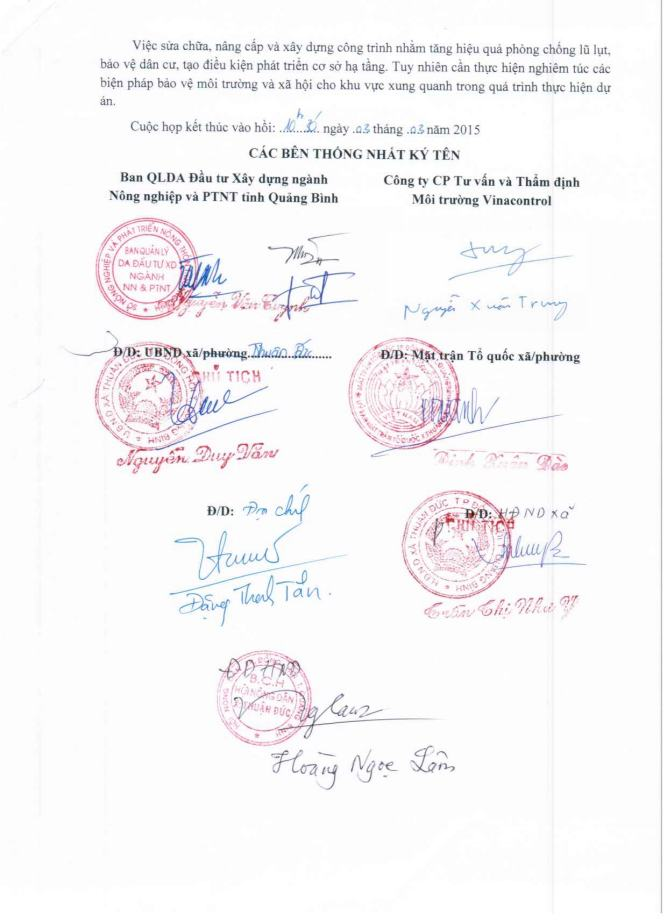 Việc sửa chữa, nâng cấp và xây dựng công trình nhằm tăng hiệu quả phòng chống lũ lụt,
bảo vệ dân cư, tạo điều kiện phát triển cơ sở hạ tầng. Tuy nhiên cần thực hiện nghiêm túc các
biện pháp bảo vệ môi trường và xã hội cho khu vực xung quanh trong quá trình thực hiện dự
án.
Cuộc họp kết thúc vào hồi: 10h30 ngày 03 tháng 03 năm 2015
CÁC BÊN THỐNG NHẤT KÝ TÊN
Ban QLDA Đầu tư Xây dựng ngành
Nông nghiệp và PTNT tỉnh Quảng Bình
Công ty CP Tư vấn và Thẩm định
Môi trường Vinacontrol
BAN QUẢN LÝ
DA ĐẦU TƯ XD
NGÀNH
NN & PTNT
Nguyễn Xuân Trung
Đ/D: UBND xã/phường Thuận Đức
CHỦ TỊCH
Nguyễn Duy Văn
Đ/D: Mặt trận Tổ quốc xã/phường
Đinh Xuân Đào
Đ/D: Địa chính
Đặng Thanh Tân.
Đ/D: HĐND xã
CHỦ TỊCH
Trần Thị Như Ý
Đ D HND
B.C.H
HỘI NÔNG DÂN
X. THUẬN ĐỨC
Hoàng Ngọc Lâm